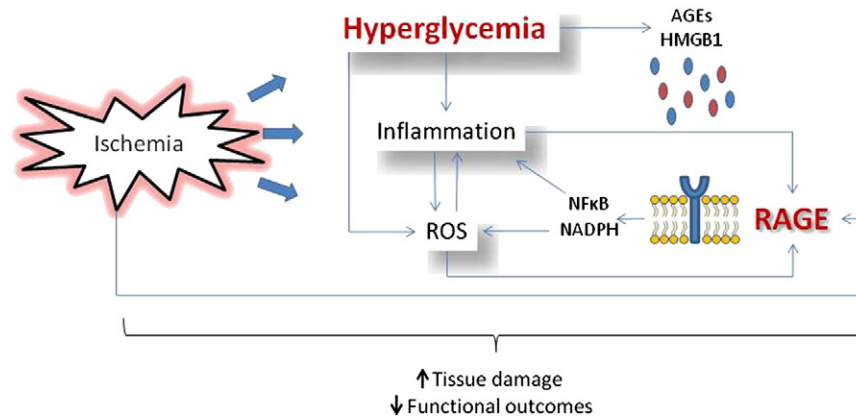 Hyperglycemia
AGEs
HMGB1
Ischemia
Inflammation
NFκB
NADPH
ROS
RAGE
↑ Tissue damage
↓ Functional outcomes